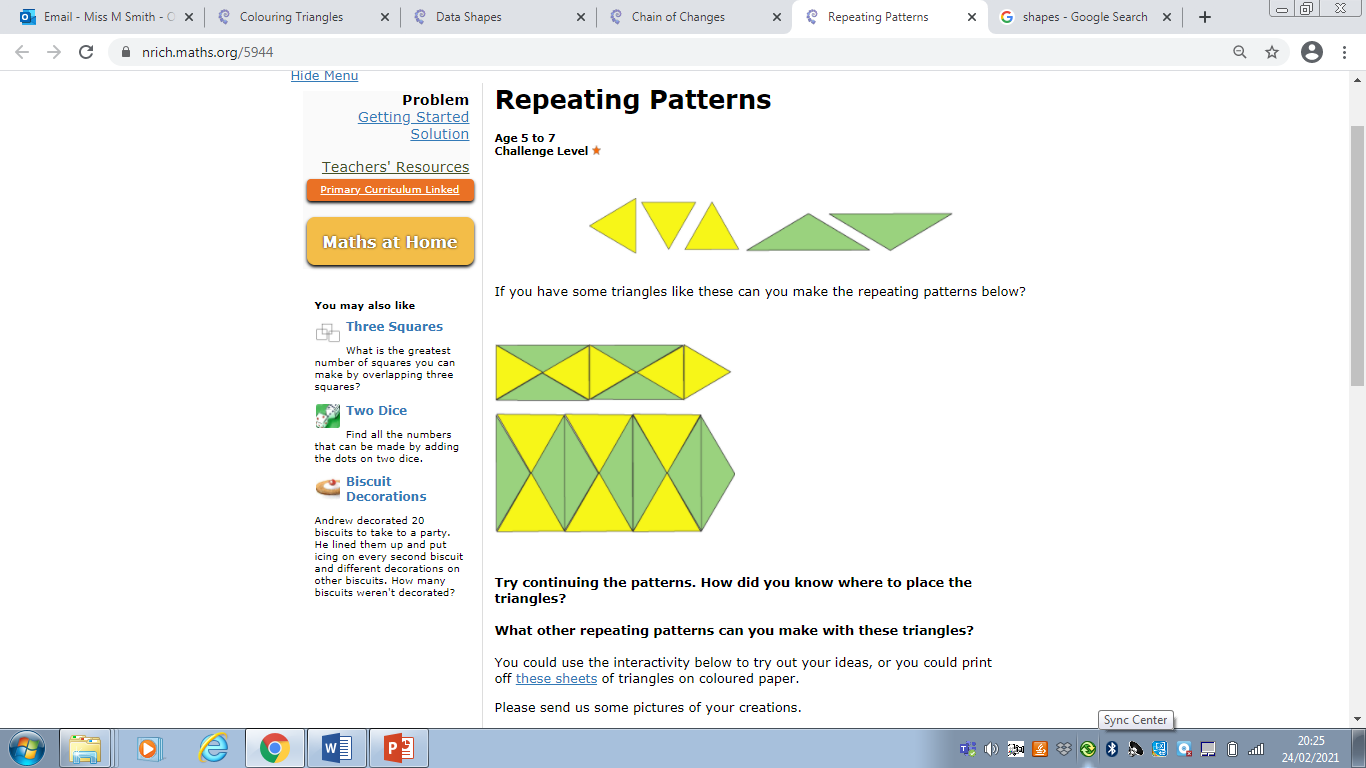 Email - Miss M Smith - O
Colouring Triangles
Data Shapes
Chain of Changes
Repeating Patterns
shapes - Google Search
nrich.maths.org/5944
Hide Menu
Problem
Getting Started
Solution
Teachers' Resources
Primary Curriculum Linked
Maths at Home
You may also like
Three Squares
What is the greatest
number of squares you can
make by overlapping three
squares?
Two Dice
Find all the numbers
that can be made by adding
the dots on two dice.
Biscuit
Decorations
Andrew decorated 20
biscuits to take to a party.
He lined them up and put
icing on every second biscuit
and different decorations on
other biscuits. How many
biscuits weren't decorated?
Repeating Patterns
Age 5 to 7
Challenge Level
If you have some triangles like these can you make the repeating patterns below?
Try continuing the patterns. How did you know where to place the
triangles?
What other repeating patterns can you make with these triangles?
You could use the interactivity below to try out your ideas, or you could print
off these sheets of triangles on coloured paper.
Please send us some pictures of your creations.
Sync Center
20:25
24/02/2021